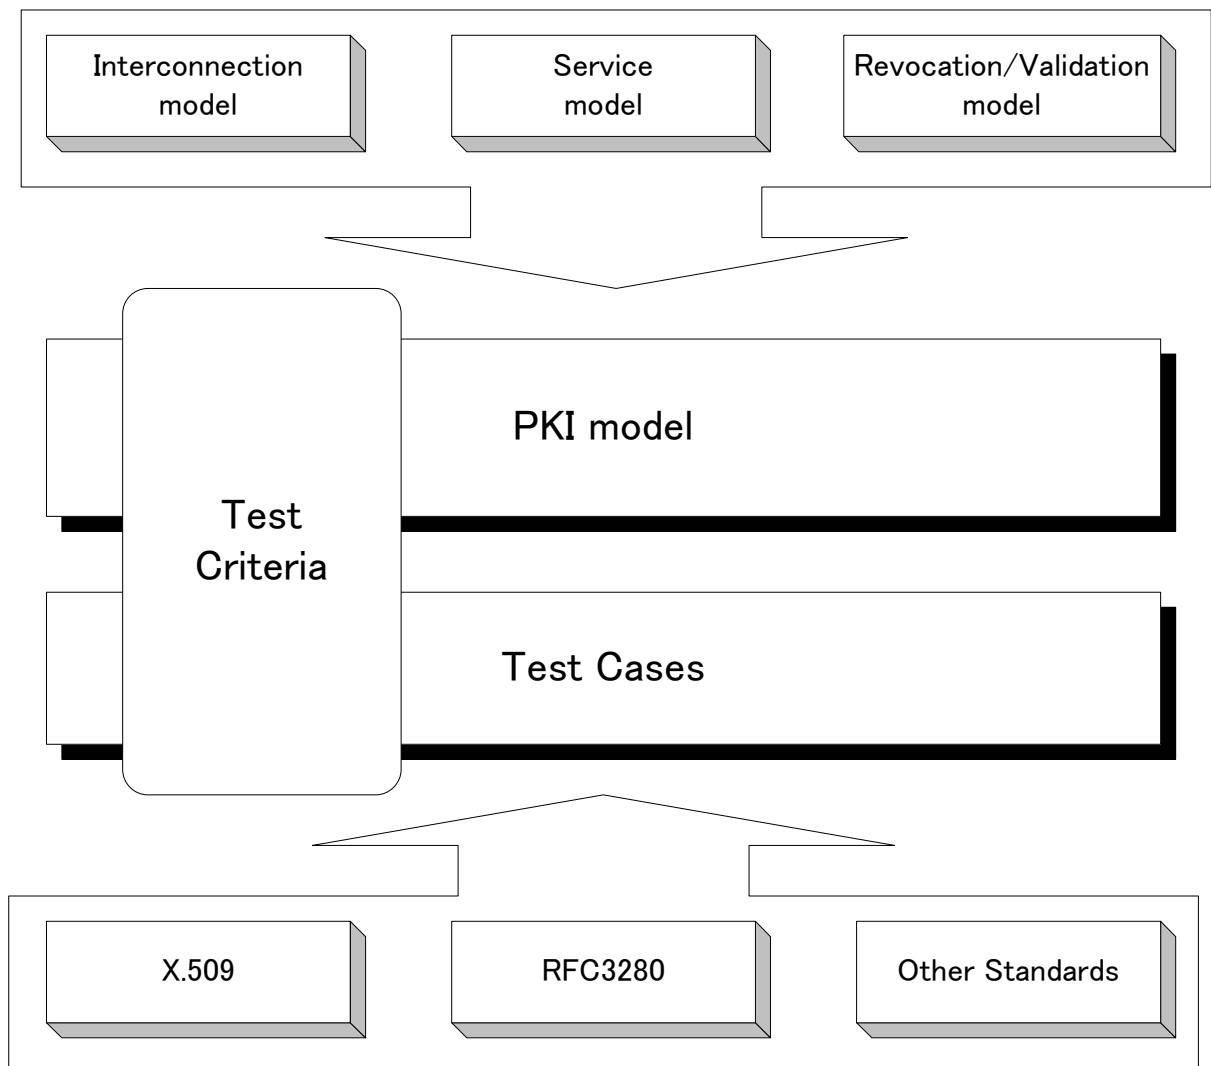 Interconnection
model
Service
model
Revocation/Validation
model
PKI model
Test
Criteria
Test Cases
X.509
RFC3280
Other Standards